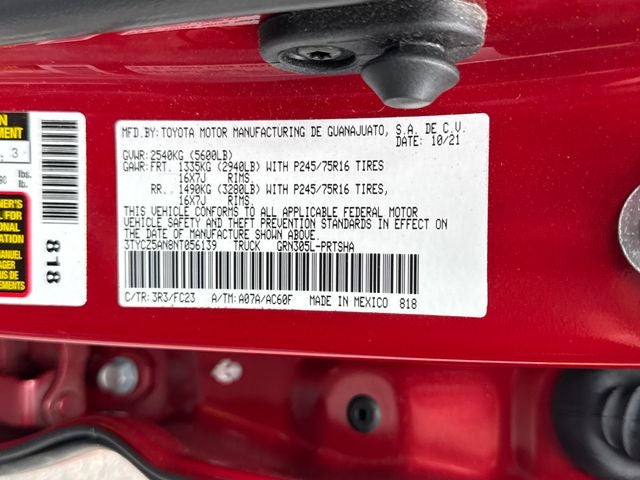 MFD. BY: TOYOTA MOTOR MANUFACTURING DE GUANAJUATO, S.A. DE C.V.
DATE: 10/21
GVWR: 2540KG (5600LB)
GAWR: FRT. 1335KG (2940LB) WITH P245/75R16 TIRES
16X7J RIMS,
RR. 1490KG (3280LB) WITH P245/75R16 TIRES,
16X7J RIMS.
THIS VEHICLE CONFORMS TO ALL APPLICABLE FEDERAL MOTOR
VEHICLE SAFETY AND THEFT PREVENTION STANDARDS IN EFFECT ON
THE DATE OF MANUFACTURE SHOWN ABOVE.
3TYCZ5AN8NT056139 TRUCK GRN305L-PRTSHA
C/TR: 3R3/FC23 A/TM: A07A/AC60F MADE IN MEXICO 818
3
lbs.
lb.
818